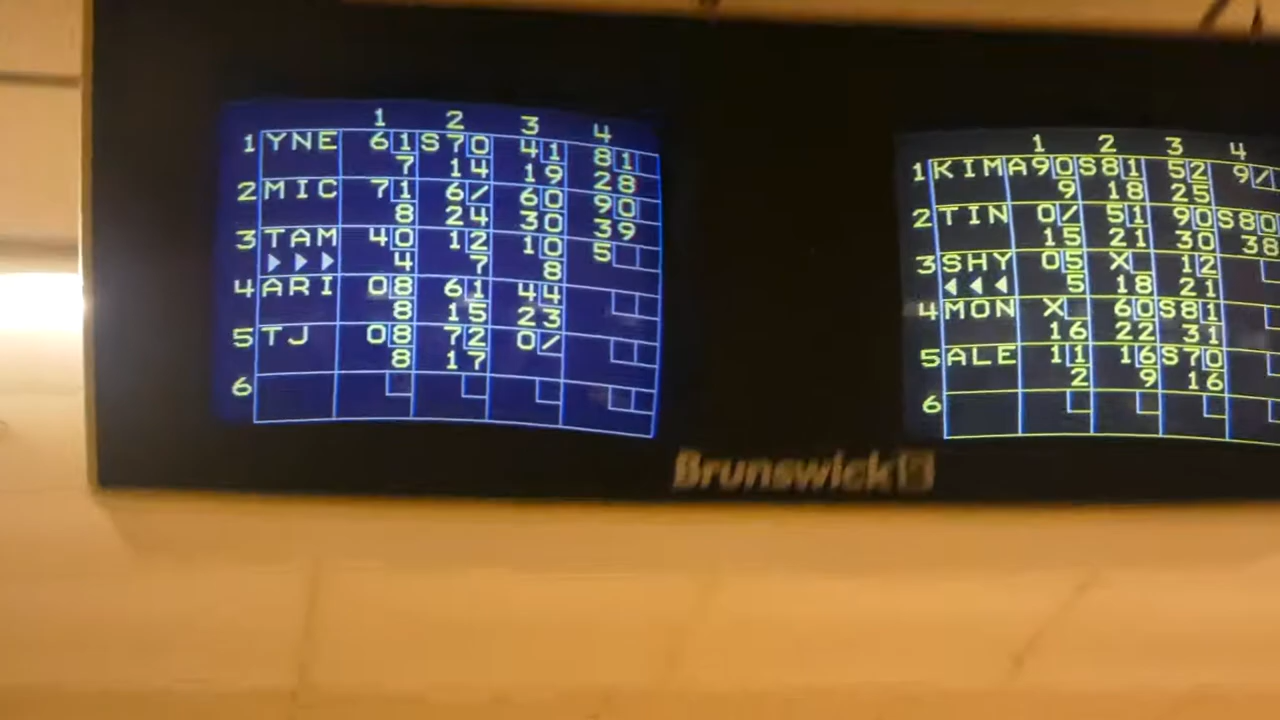 1 2 3 4
1 YNE 6 1 S7 0 4 1 8 1
7 14 19 28
2 MIC 7 1 6 / 6 0 9 0
8 24 30 39
3 TAM 4 0 1 2 1 0 5
4 7 8
4 ARI 0 8 6 1 4 4
8 15 23
5 TJ 0 8 7 2 0 /
8 17
6
1 2 3 4
1 KIMA 9 0 S8 1 5 2 9 /
9 18 25
2 TIN 0 / 5 1 9 0 S8 0
15 21 30 38
3 SHY 0 5 X 1 2
5 18 21
4 MON X 6 0 S8 1
16 22 31
5 ALE 1 1 1 6 S7 0
2 9 16
6
Brunswick